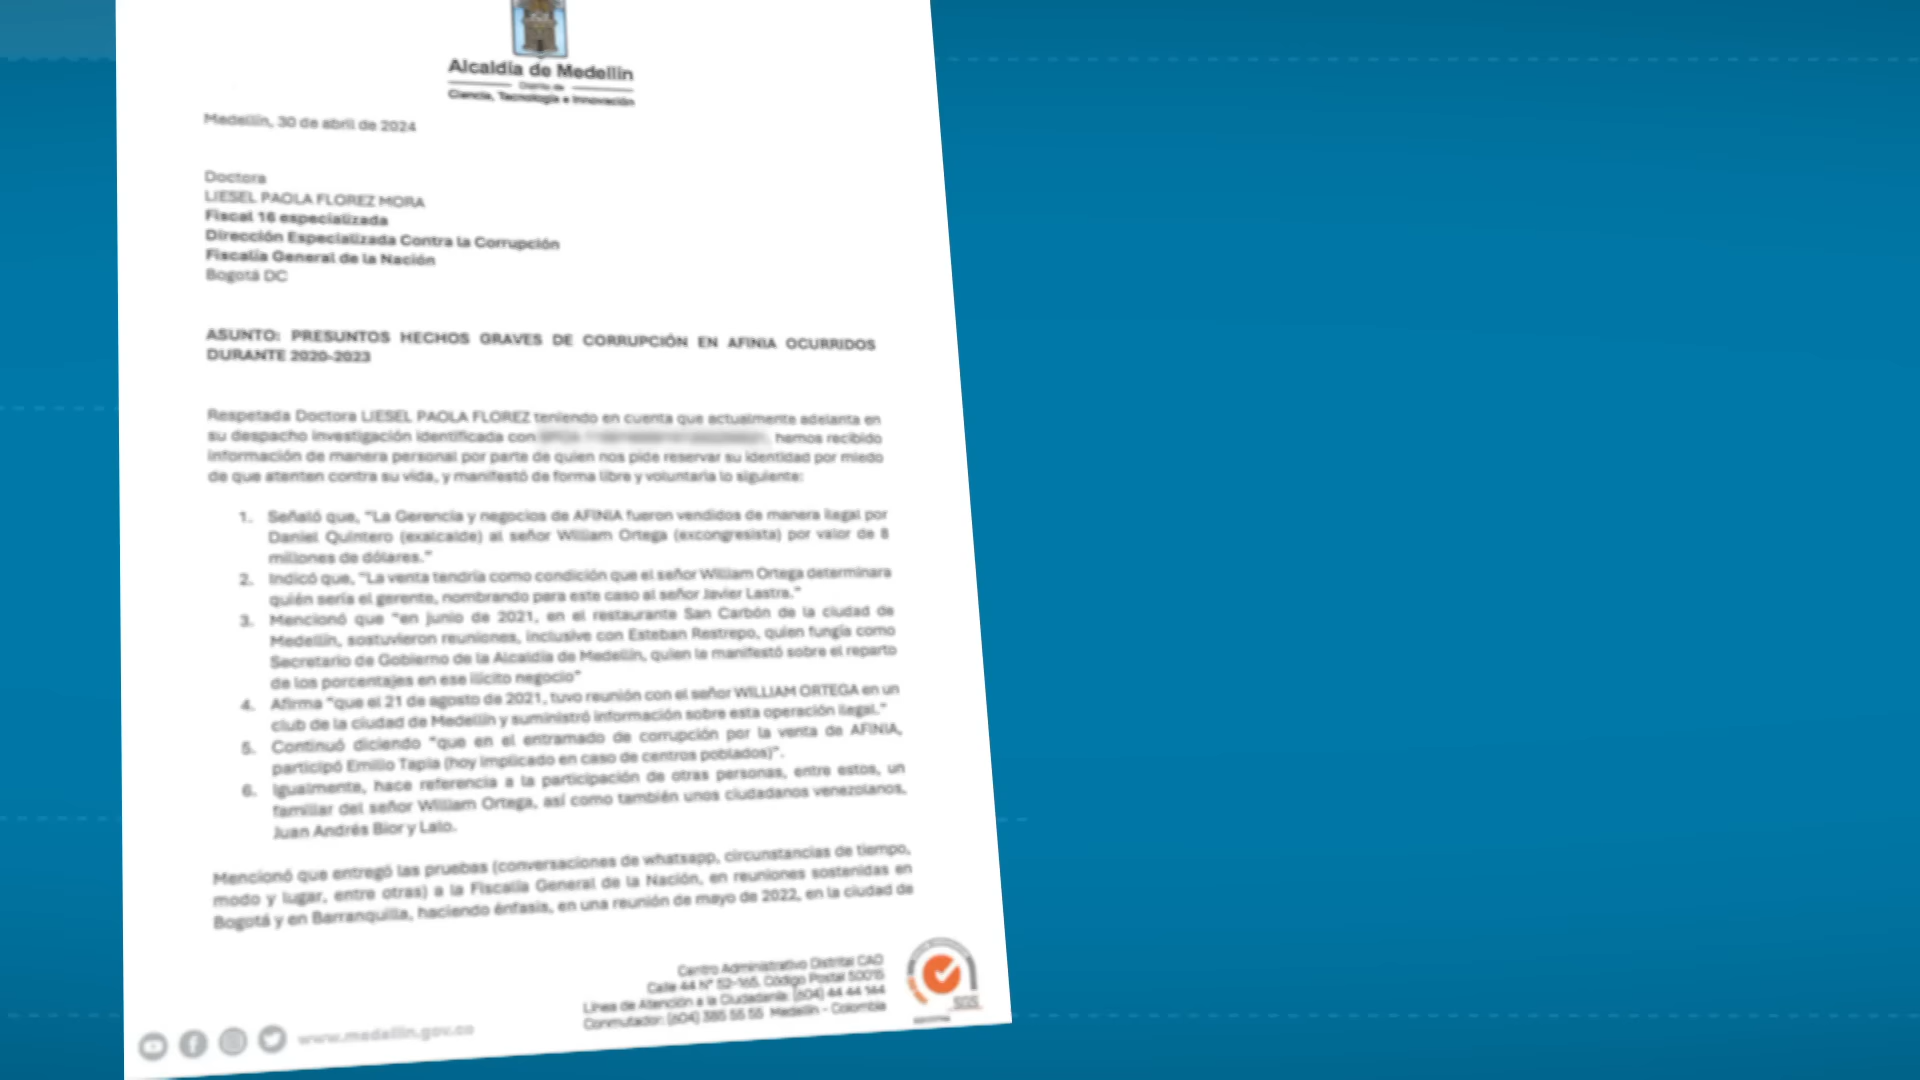 Alcaldía de Medellín
Distrito de
Ciencia, Tecnología e Innovación
Medellín, 30 de abril de 2024
Doctora
LIESEL PAOLA FLOREZ MORA
Fiscal 16 especializada
Dirección Especializada Contra la Corrupción
Fiscalía General de la Nación
Bogotá DC
ASUNTO: PRESUNTOS HECHOS GRAVES DE CORRUPCIÓN EN AFINIA OCURRIDOS
DURANTE 2020-2023
Respetada Doctora LIESEL PAOLA FLOREZ teniendo en cuenta que actualmente adelanta en
su despacho investigación identificada con hemos recibido
información de manera personal por parte de quien nos pide reservar su identidad por miedo
de que atenten contra su vida, y manifestó de forma libre y voluntaria lo siguiente:
1. Señaló que, "La Gerencia y negocios de AFINIA fueron vendidos de manera ilegal por
Daniel Quintero (exalcalde) al señor William Ortega (excongresista) por valor de 8
millones de dólares."
2. Indicó que, "La venta tendría como condición que el señor William Ortega determinara
quién sería el gerente, nombrando para este caso al señor Javier Lastra."
3. Mencionó que "en junio de 2021, en el restaurante San Carbón de la ciudad de
Medellín, sostuvieron reuniones, inclusive con Esteban Restrepo, quien fungía como
Secretario de Gobierno de la Alcaldía de Medellín, quien le manifestó sobre el reparto
de los porcentajes en ese ilícito negocio"
4. Afirma "que el 21 de agosto de 2021, tuvo reunión con el señor WILLIAM ORTEGA en un
club de la ciudad de Medellín y suministró información sobre esta operación ilegal."
5. Continuó diciendo "que en el entramado de corrupción por la venta de AFINIA,
participó Emilio Tapia (hoy implicado en caso de centros poblados)".
6. Igualmente, hace referencia a la participación de otras personas, entre estos, un
familiar del señor William Ortega, así como también unos ciudadanos venezolanos,
Juan Andrés Bior y Lalo.
Mencionó que entregó las pruebas (conversaciones de whatsapp, circunstancias de tiempo,
modo y lugar, entre otras) a la Fiscalía General de la Nación, en reuniones sostenidas en
Bogotá y en Barranquilla, haciendo énfasis, en una reunión de mayo de 2022, en la ciudad de
Centro Administrativo Distrital CAD
Calle 44 N° 52-165. Código Postal 50015
Línea de Atención a la Ciudadanía: (604) 44 44 144
Conmutador: (604) 385 55 55 Medellín - Colombia
www.medellin.gov.co
SGS